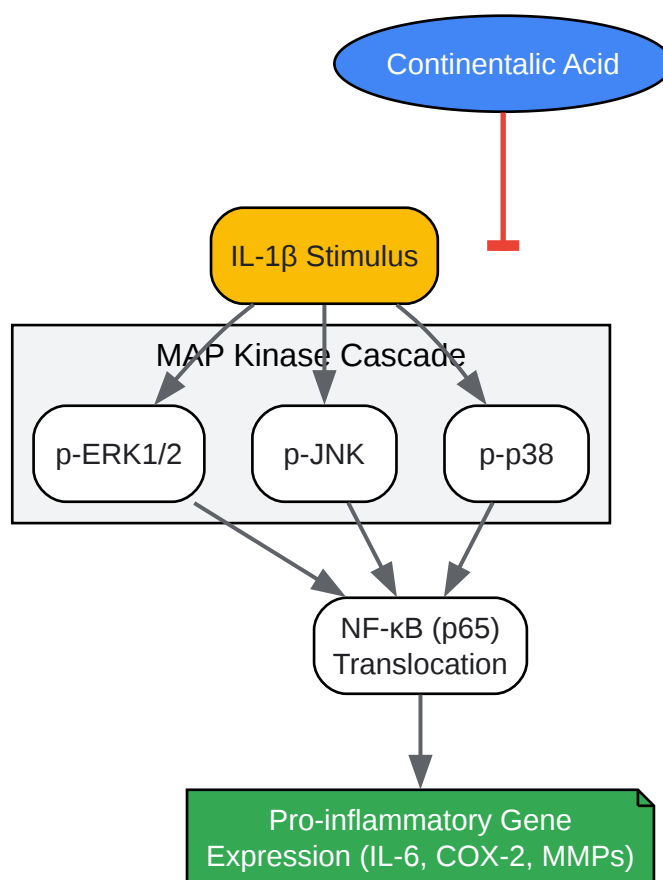 Continentalic Acid
IL-1β Stimulus
MAP Kinase Cascade
p-ERK1/2
p-JNK
p-p38
NF-κB (p65)
Translocation
Pro-inflammatory Gene
Expression (IL-6, COX-2, MMPs)